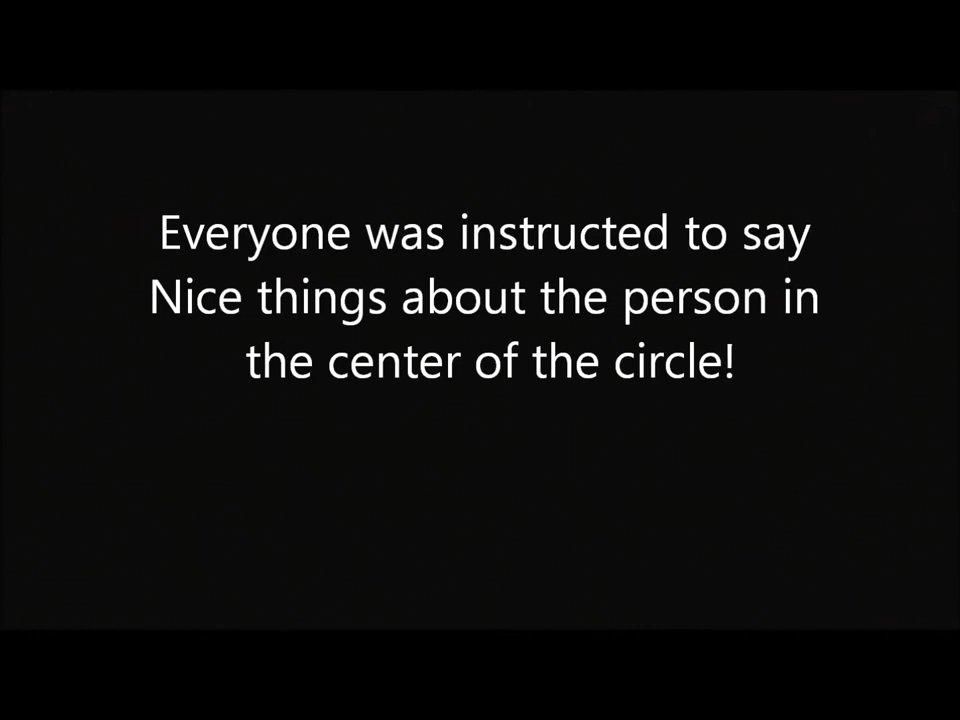 Everyone was instructed to say
Nice things about the person in
the center of the circle!